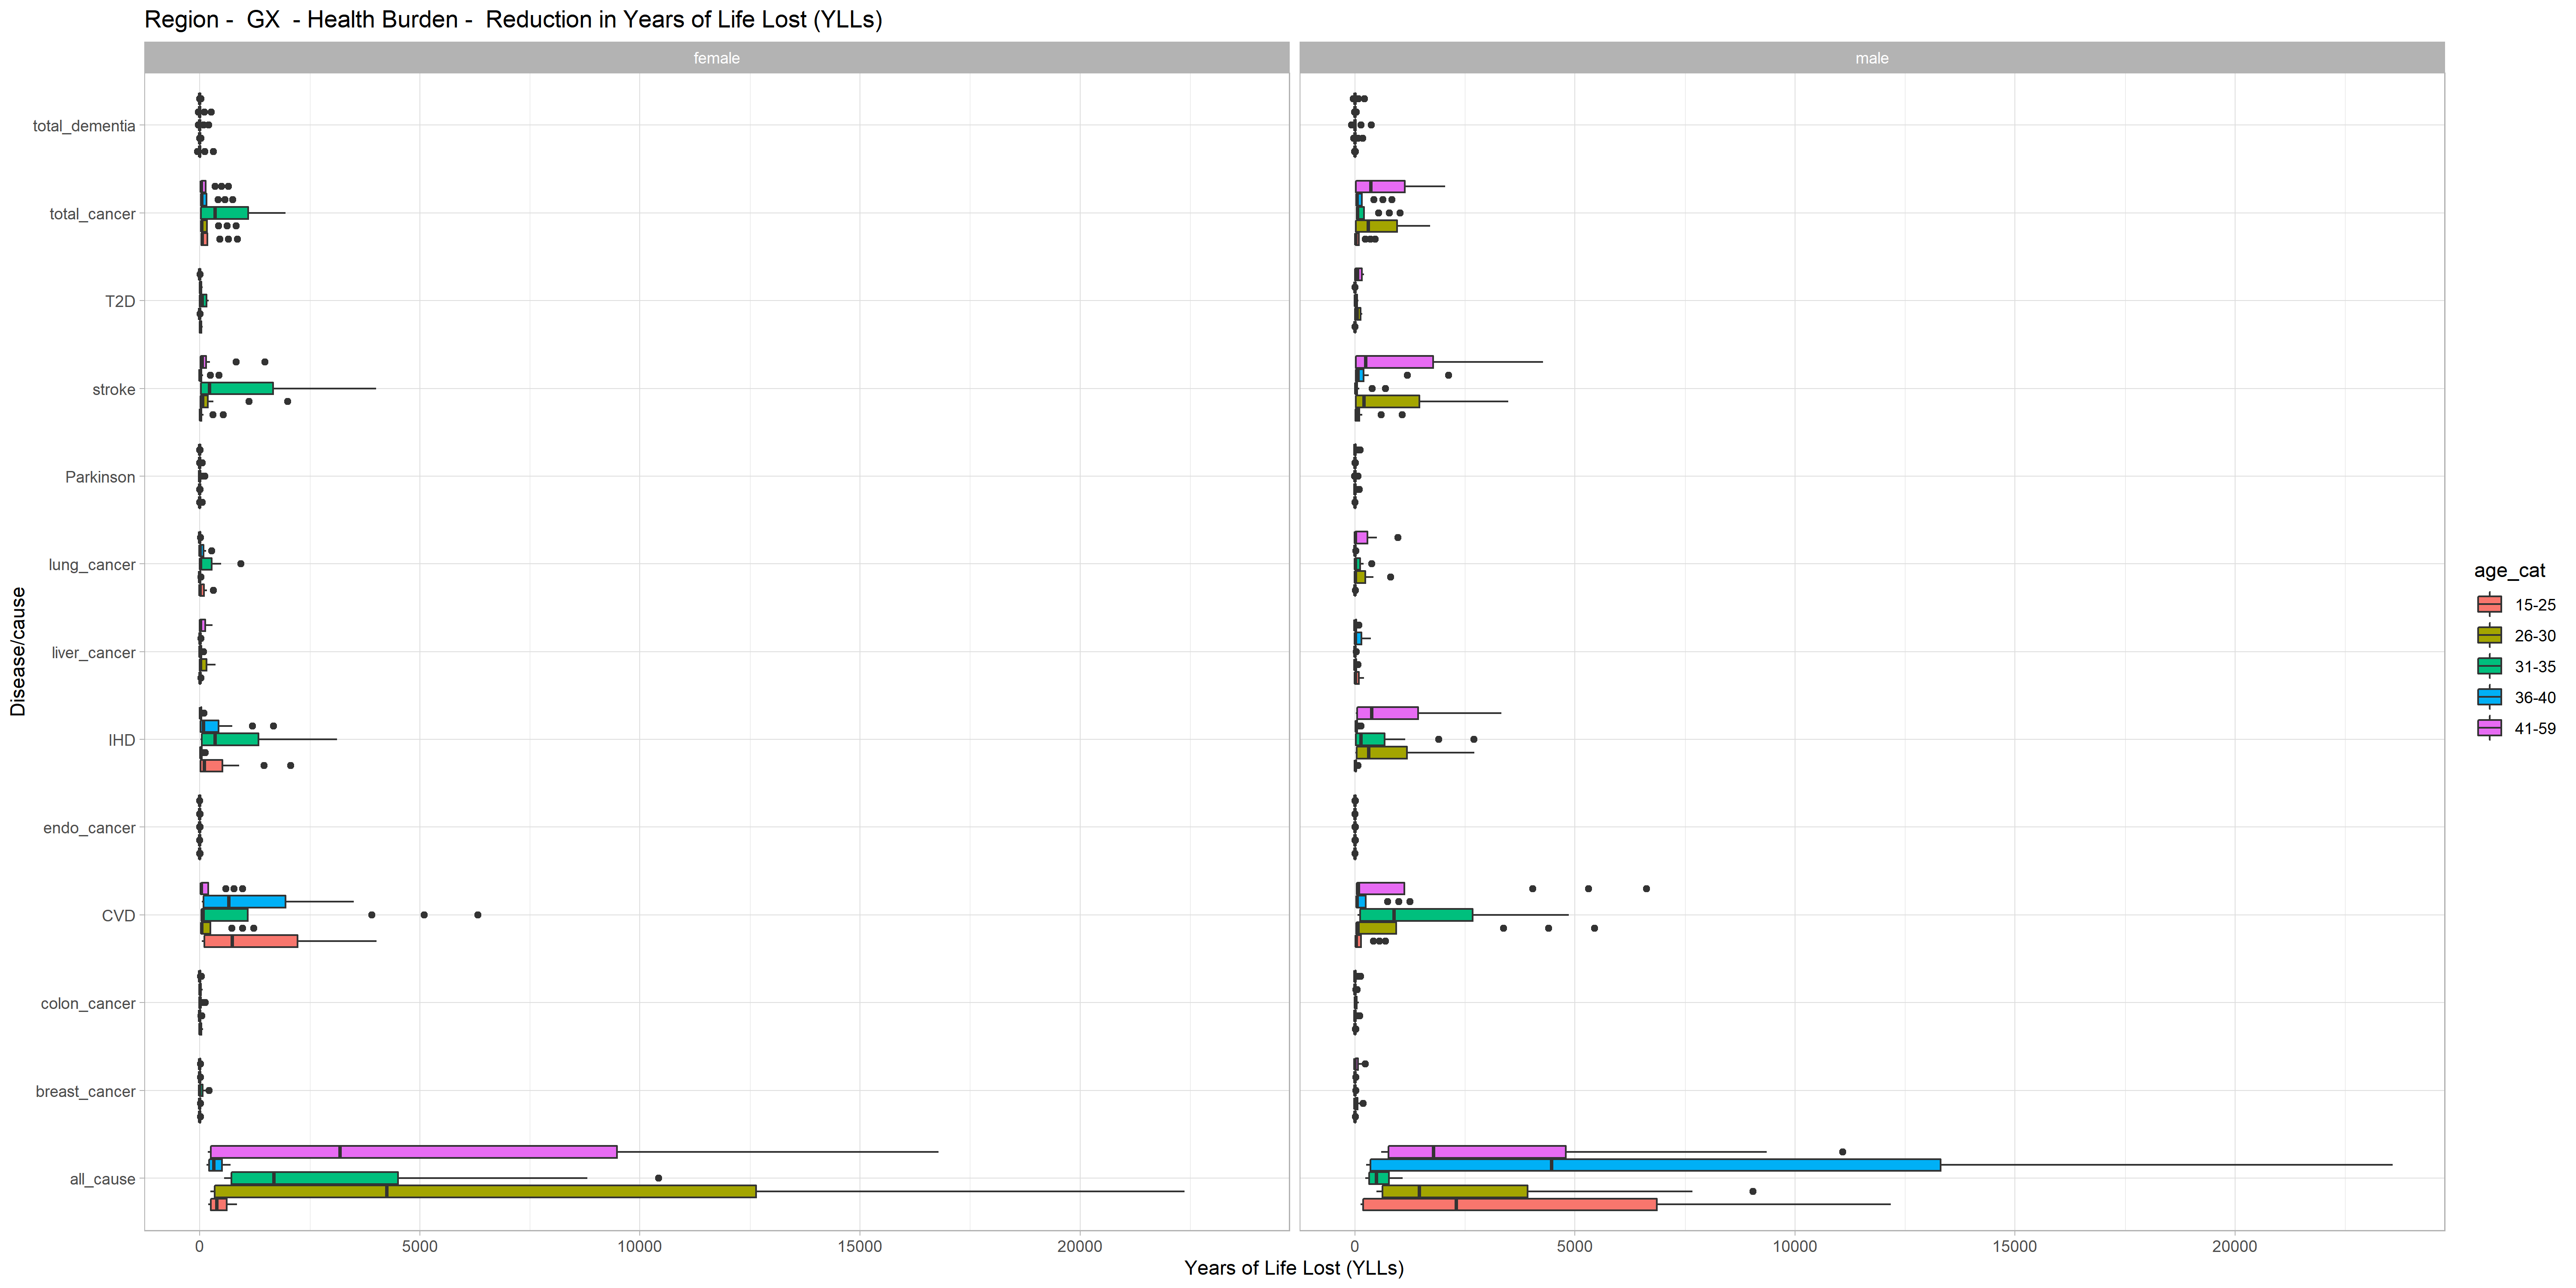 Region -  GX  - Health Burden -  Reduction in Years of Life Lost (YLLs)
female
male
total_dementia
total_cancer
T2D
stroke
Parkinson
lung_cancer
liver_cancer
IHD
endo_cancer
CVD
colon_cancer
breast_cancer
all_cause
Disease/cause
0 5000 10000 15000 20000
0 5000 10000 15000 20000
Years of Life Lost (YLLs)
age_cat
15-25
26-30
31-35
36-40
41-59